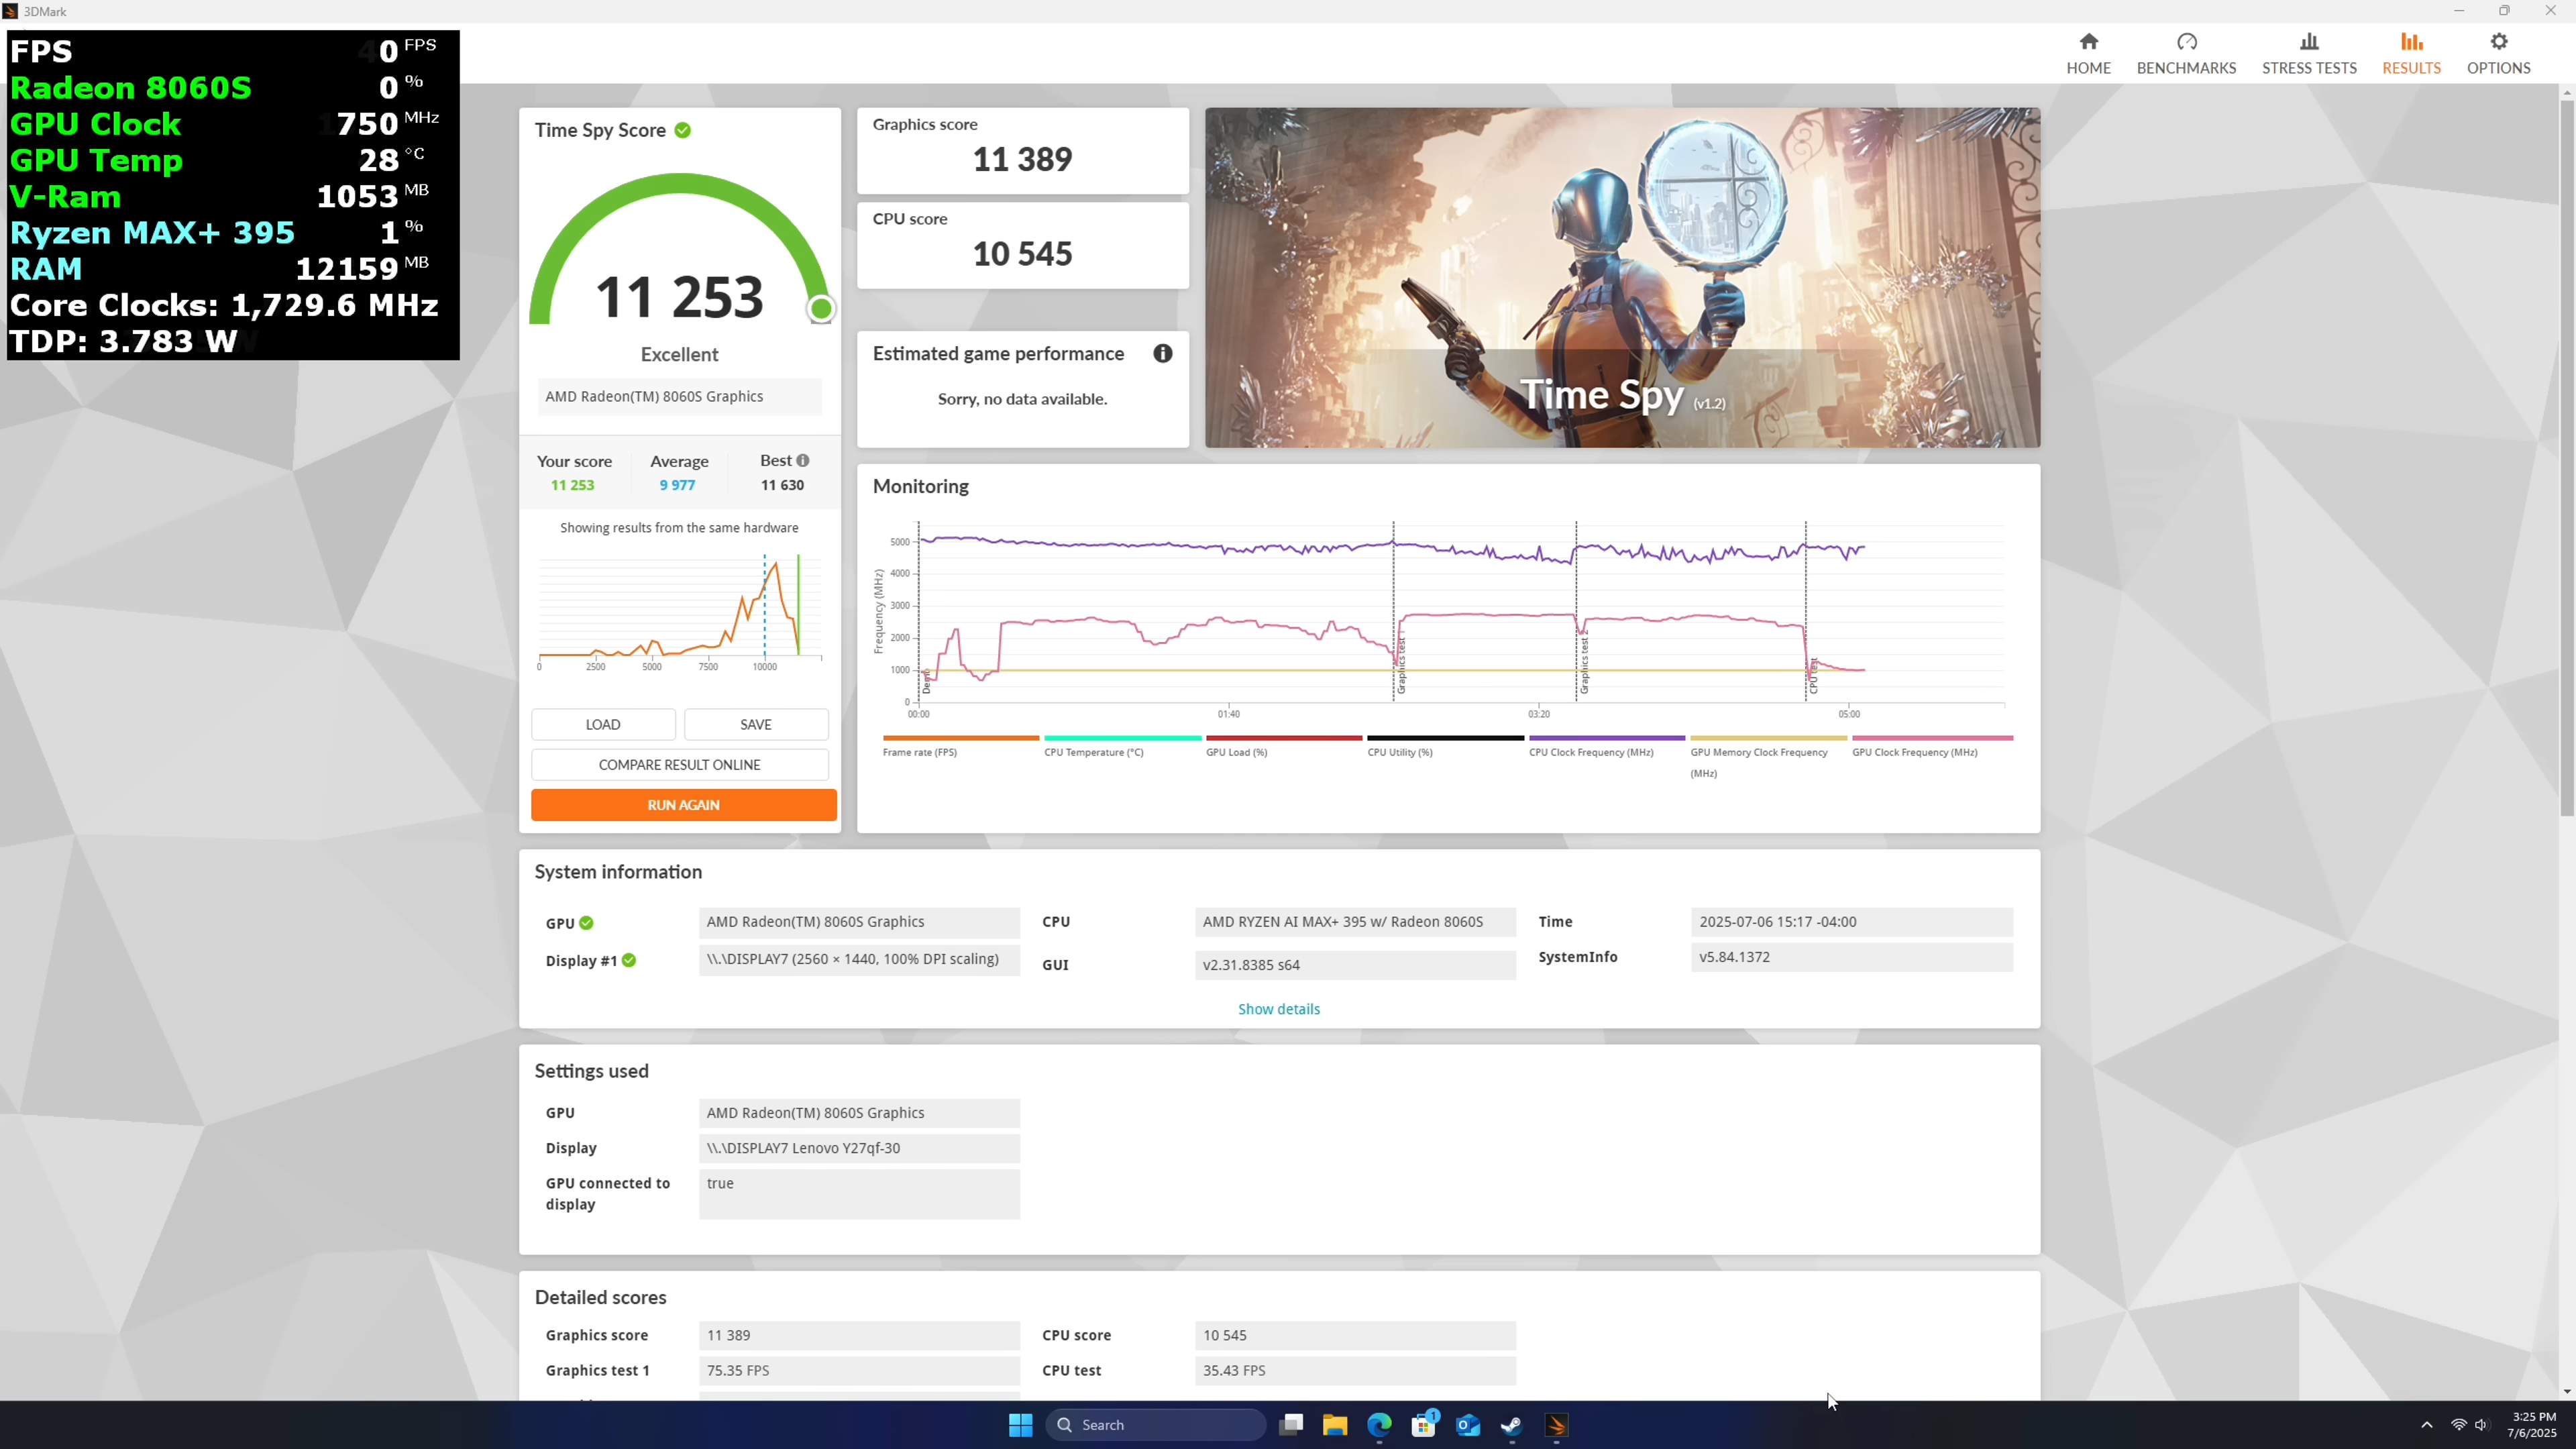 3DMark
FPS 0 FPS
Radeon 8060S 0 %
GPU Clock 750 MHz
GPU Temp 28 °C
V-Ram 1053 MB
Ryzen MAX+ 395 1 %
RAM 12159 MB
Core Clocks: 1,729.6 MHz
TDP: 3.783 W
HOME BENCHMARKS STRESS TESTS RESULTS OPTIONS
Time Spy Score
11 253
Excellent
AMD Radeon(TM) 8060S Graphics
Your score Average Best
11 253 9 977 11 630
Showing results from the same hardware
0 2500 5000 7500 10000
LOAD SAVE
COMPARE RESULT ONLINE
RUN AGAIN
Graphics score
11 389
CPU score
10 545
Estimated game performance
Sorry, no data available.
Time Spy (v1.2)
Monitoring
Frequency (MHz)
5000
4000
3000
2000
1000
0
Graphics test 2
CPU test
00:00 01:40 03:20 05:00
Frame rate (FPS) CPU Temperature (°C) GPU Load (%) CPU Utility (%) CPU Clock Frequency (MHz) GPU Memory Clock Frequency (MHz) GPU Clock Frequency (MHz)
System information
GPU AMD Radeon(TM) 8060S Graphics CPU AMD RYZEN AI MAX+ 395 w/ Radeon 8060S Time 2025-07-06 15:17 -04:00
Display #1 \\.\DISPLAY7 (2560 × 1440, 100% DPI scaling) GUI v2.31.8385 s64 SystemInfo v5.84.1372
Show details
Settings used
GPU AMD Radeon(TM) 8060S Graphics
Display \\.\DISPLAY7 Lenovo Y27qf-30
GPU connected to display true
Detailed scores
Graphics score 11 389 CPU score 10 545
Graphics test 1 75.35 FPS CPU test 35.43 FPS
Search
1
3:25 PM
7/6/2025